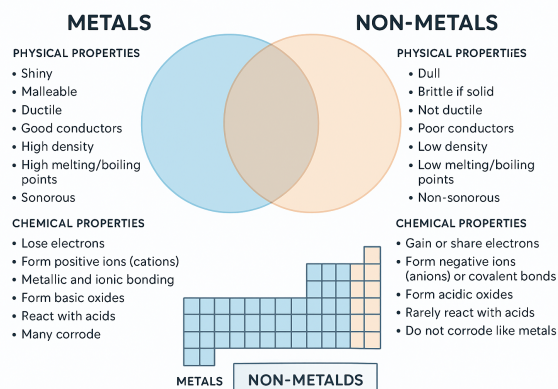 METALS
PHYSICAL PROPERTIES
• Shiny
• Malleable
• Ductile
• Good conductors
• High density
• High melting/boiling
points
• Sonorous
CHEMICAL PROPERTIES
• Lose electrons
• Form positive ions (cations)
• Metallic and ionic bonding
• Form basic oxides
• React with acids
• Many corrode
NON-METALS
PHYSICAL PROPERTIiES
• Dull
• Brittle if solid
• Not ductile
• Poor conductors
• Low density
• Low melting/boiling
points
• Non-sonorous
CHEMICAL PROPERTIES
• Gain or share electrons
• Form negative ions
(anions) or covalent bonds
• Form acidic oxides
• Rarely react with acids
• Do not corrode like metals
METALS
NON-METALDS